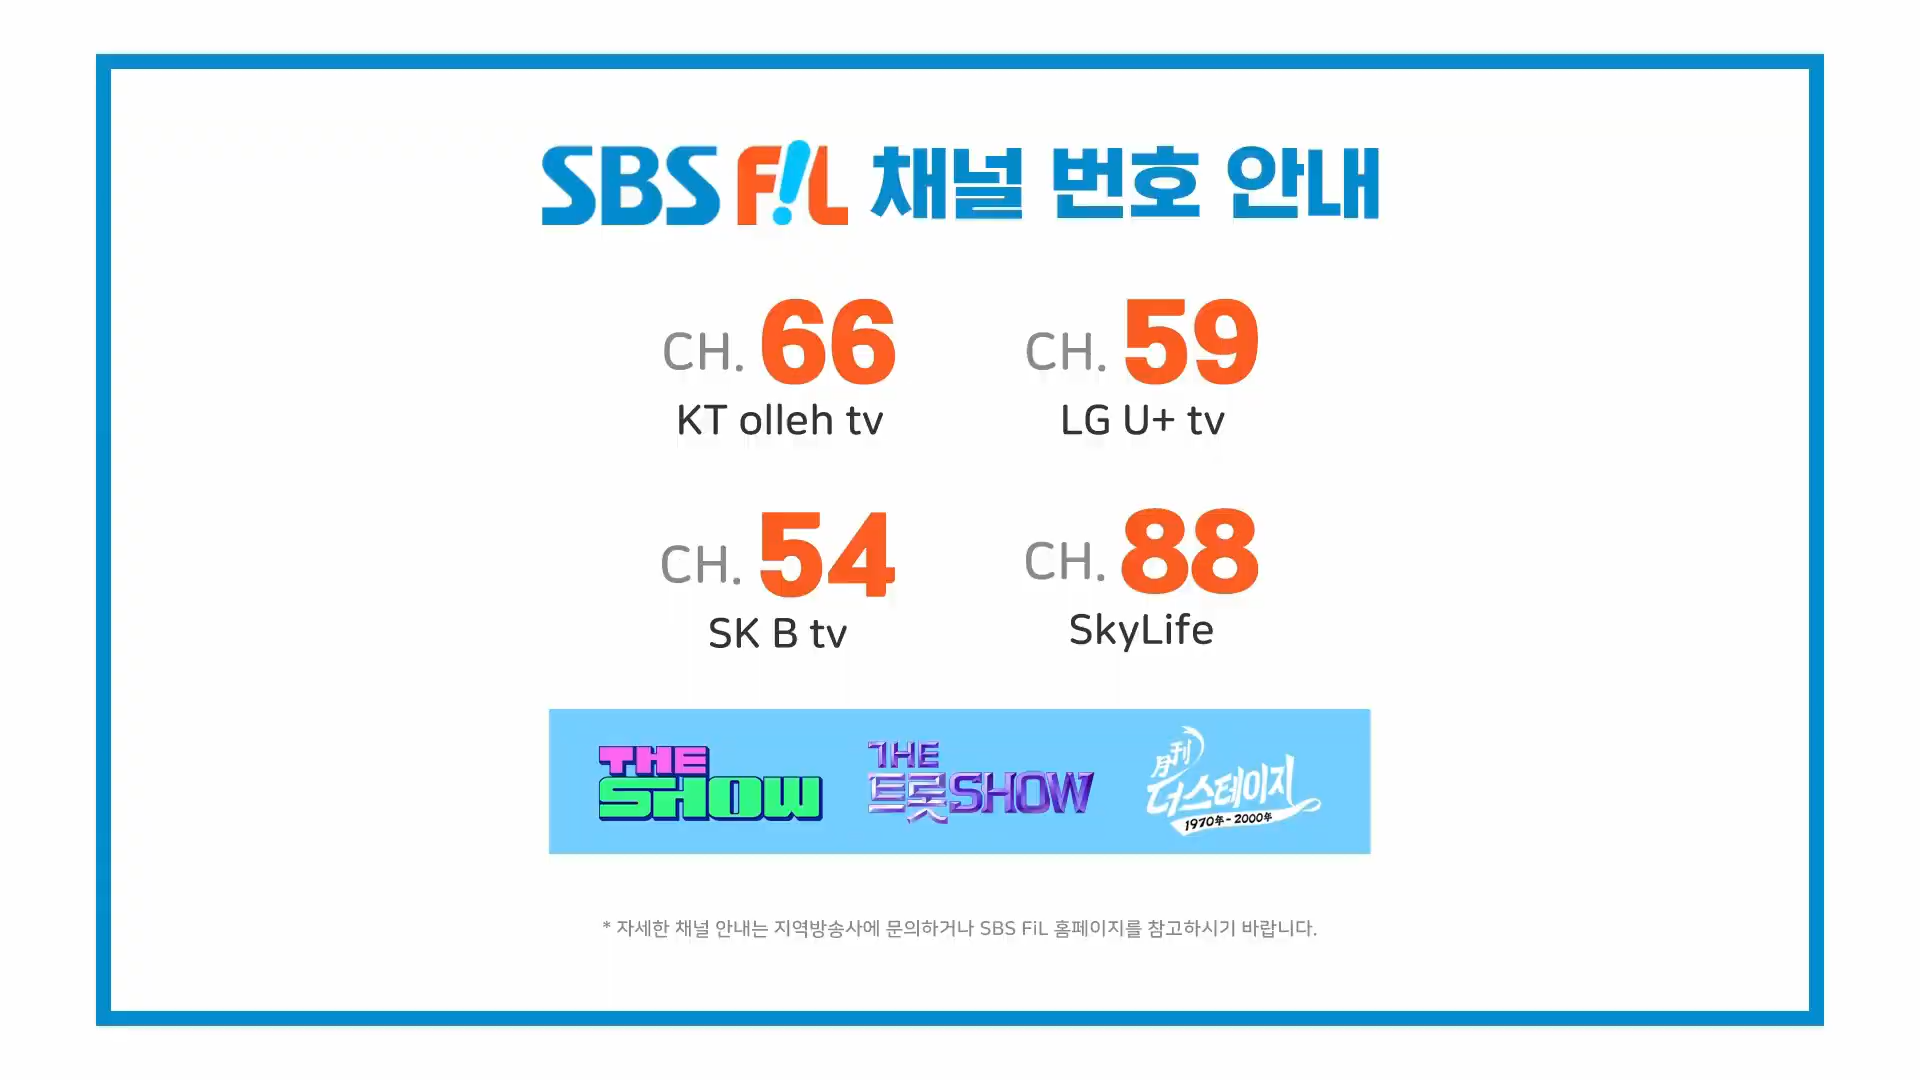 SBS F!L 채널 번호 안내
CH. 66
KT olleh tv
CH. 59
LG U+ tv
CH. 54
SK B tv
CH. 88
SkyLife
THE
SHOW
THE
트롯SHOW
月刊
더스테이지
1970年-2000年
* 자세한 채널 안내는 지역방송사에 문의하거나 SBS FiL 홈페이지를 참고하시기 바랍니다.